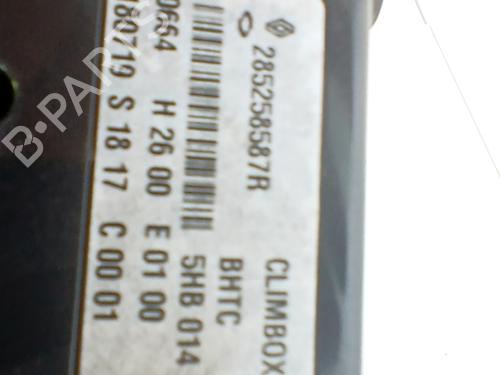 CLIMBOX
BHTC
285258587R
5HB 014
0664 H 26 00 E 01 00
180719 S 18 17 C 00 01
B-PARTS